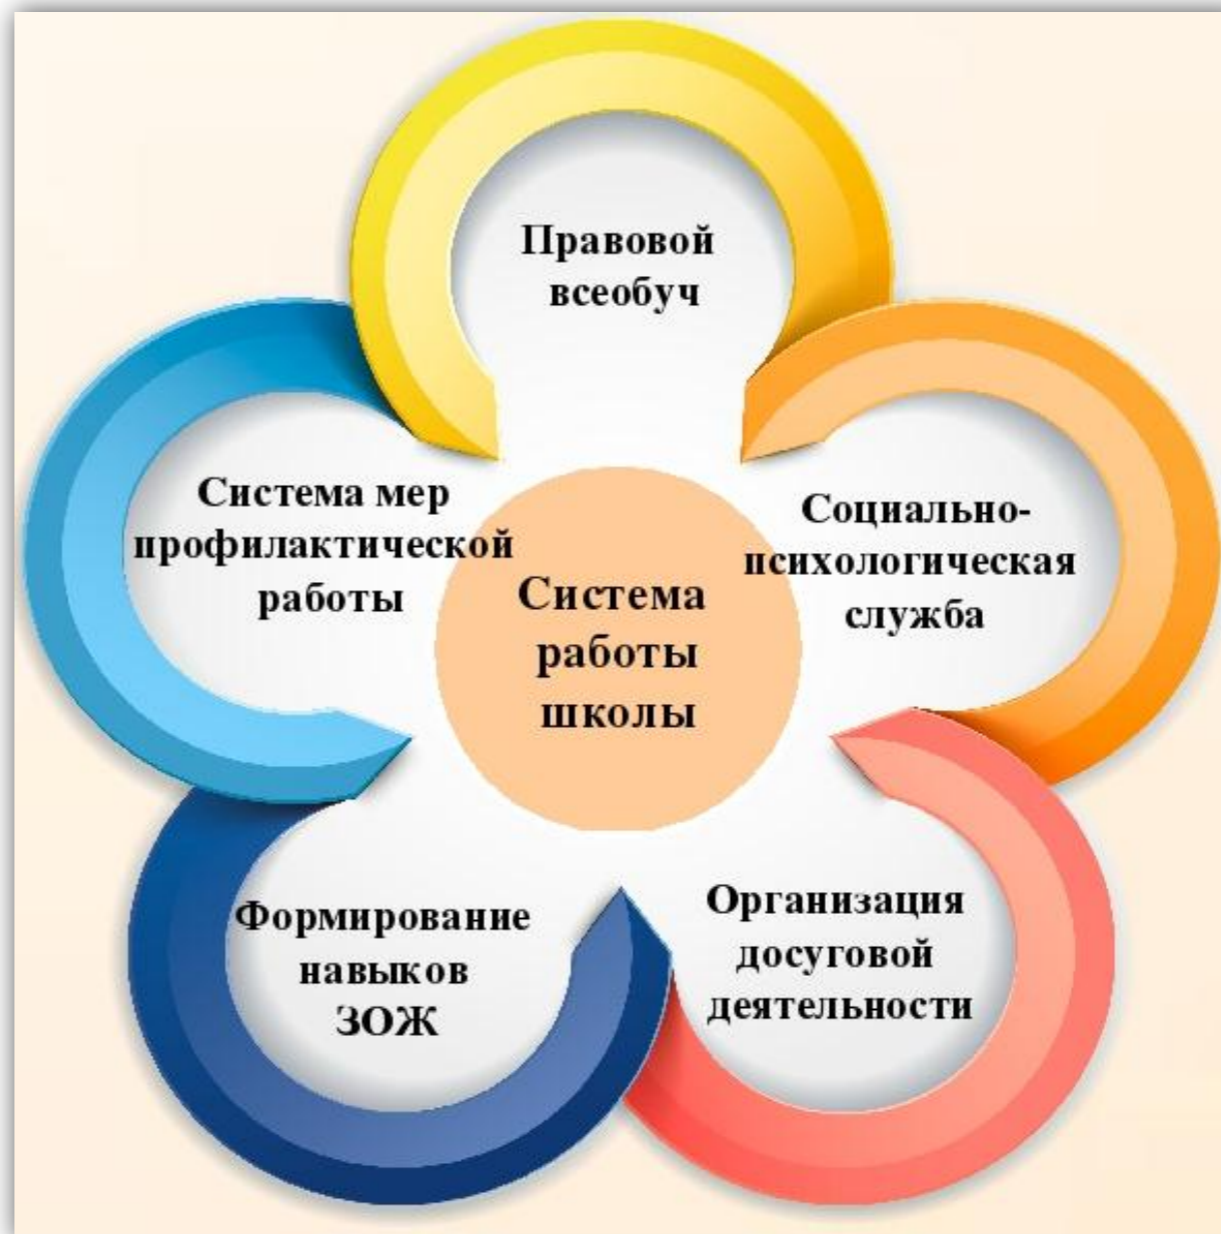 Правовой
всеобуч
Система мер
профилактической
работы
Социально-
психологическая
служба
Система
работы
школы
Формирование
навыков
ЗОЖ
Организация
досуговой
деятельности